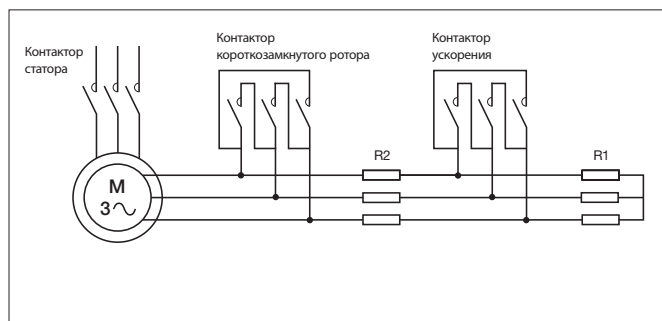 Контактор
статора
Контактор
короткозамкнутого ротора
Контактор
ускорения
R2
R1
M
3